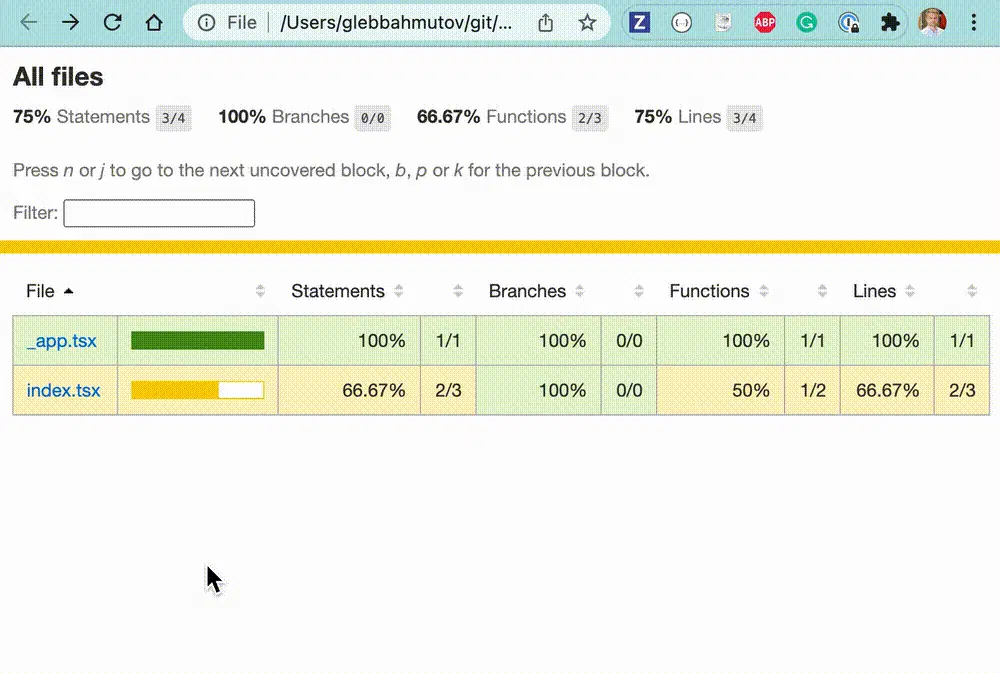 File /Users/glebbahmutov/git/... Z ABP
All files
75% Statements 3/4 100% Branches 0/0 66.67% Functions 2/3 75% Lines 3/4
Press n or j to go to the next uncovered block, b, p or k for the previous block.
Filter:
File Statements Branches Functions Lines
_app.tsx 100% 1/1 100% 0/0 100% 1/1 100% 1/1
index.tsx 66.67% 2/3 100% 0/0 50% 1/2 66.67% 2/3